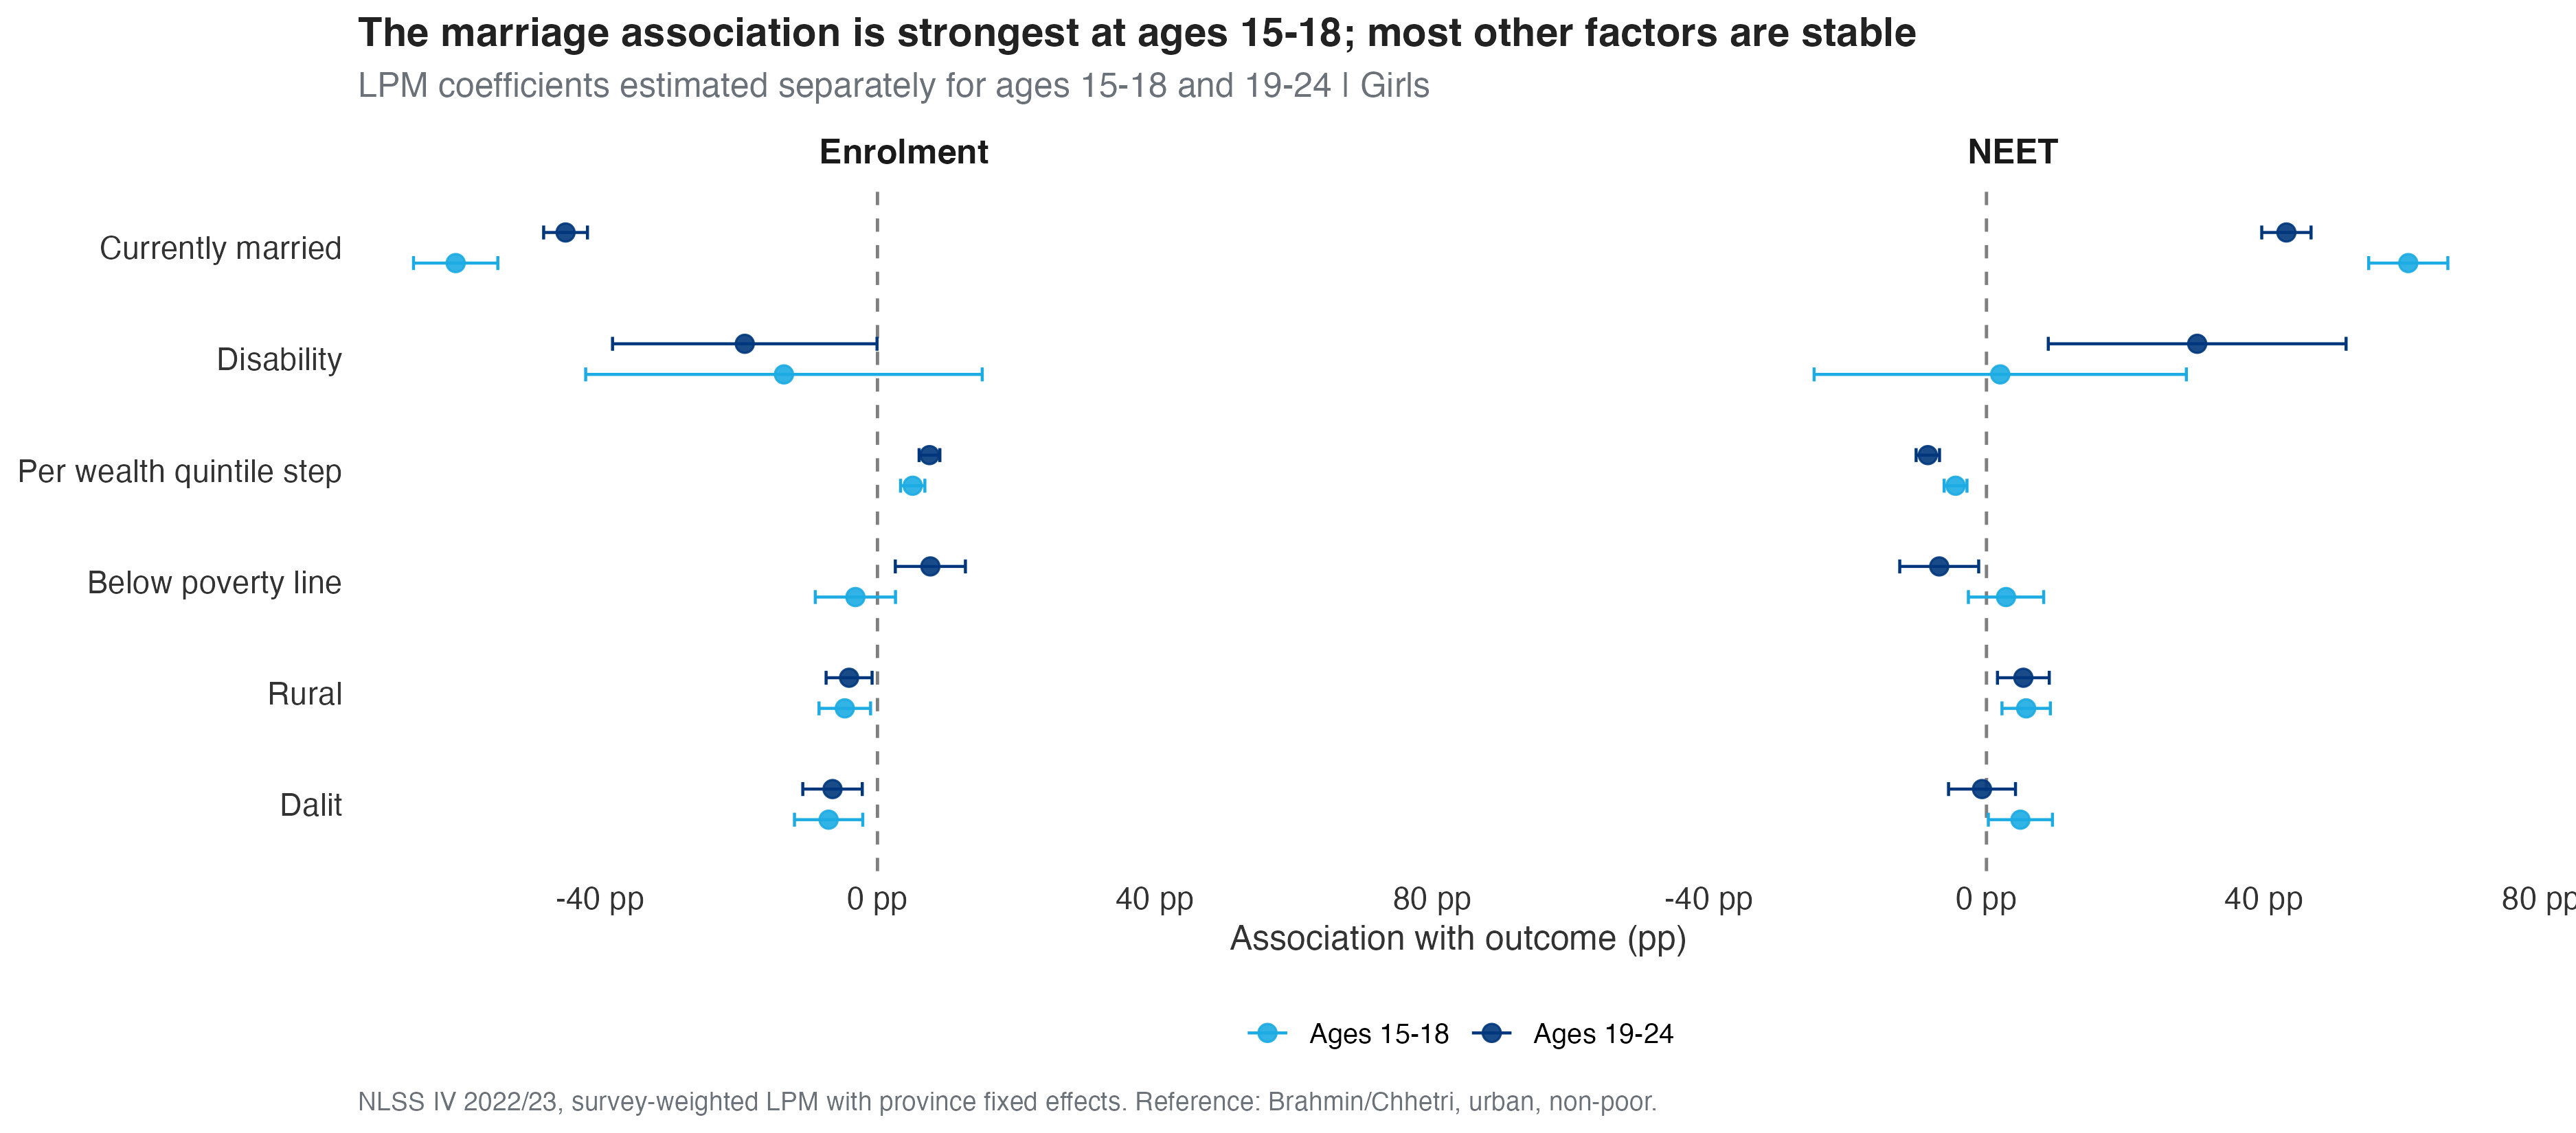 The marriage association is strongest at ages 15-18; most other factors are stable
LPM coefficients estimated separately for ages 15-18 and 19-24 | Girls
Enrolment
NEET
Currently married
Disability
Per wealth quintile step
Below poverty line
Rural
Dalit
-40 pp 0 pp 40 pp 80 pp -40 pp 0 pp 40 pp 80 pp
Association with outcome (pp)
Ages 15-18 Ages 19-24
NLSS IV 2022/23, survey-weighted LPM with province fixed effects. Reference: Brahmin/Chhetri, urban, non-poor.